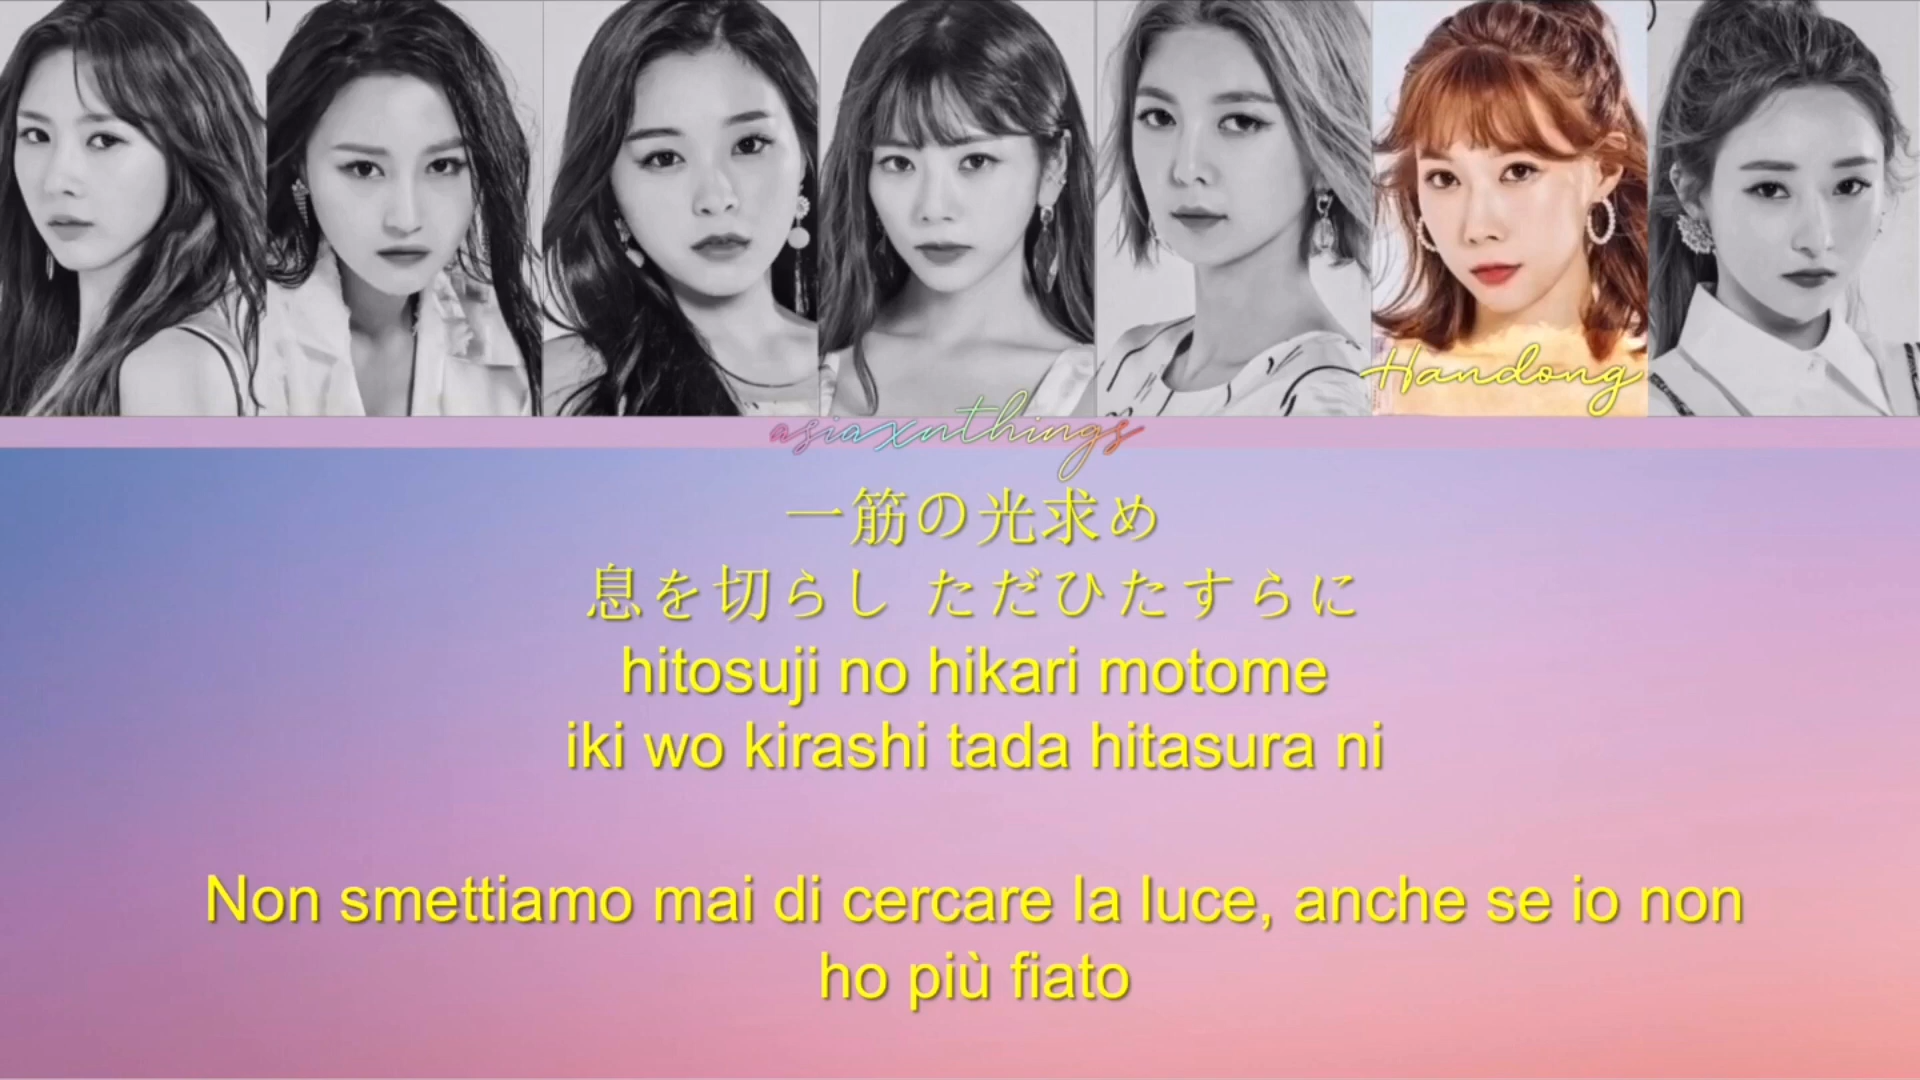 Handong
asiaxnthings
一筋の光求め
息を切らし ただひたすらに
hitosuji no hikari motome
iki wo kirashi tada hitasura ni
Non smettiamo mai di cercare la luce, anche se io non
ho più fiato